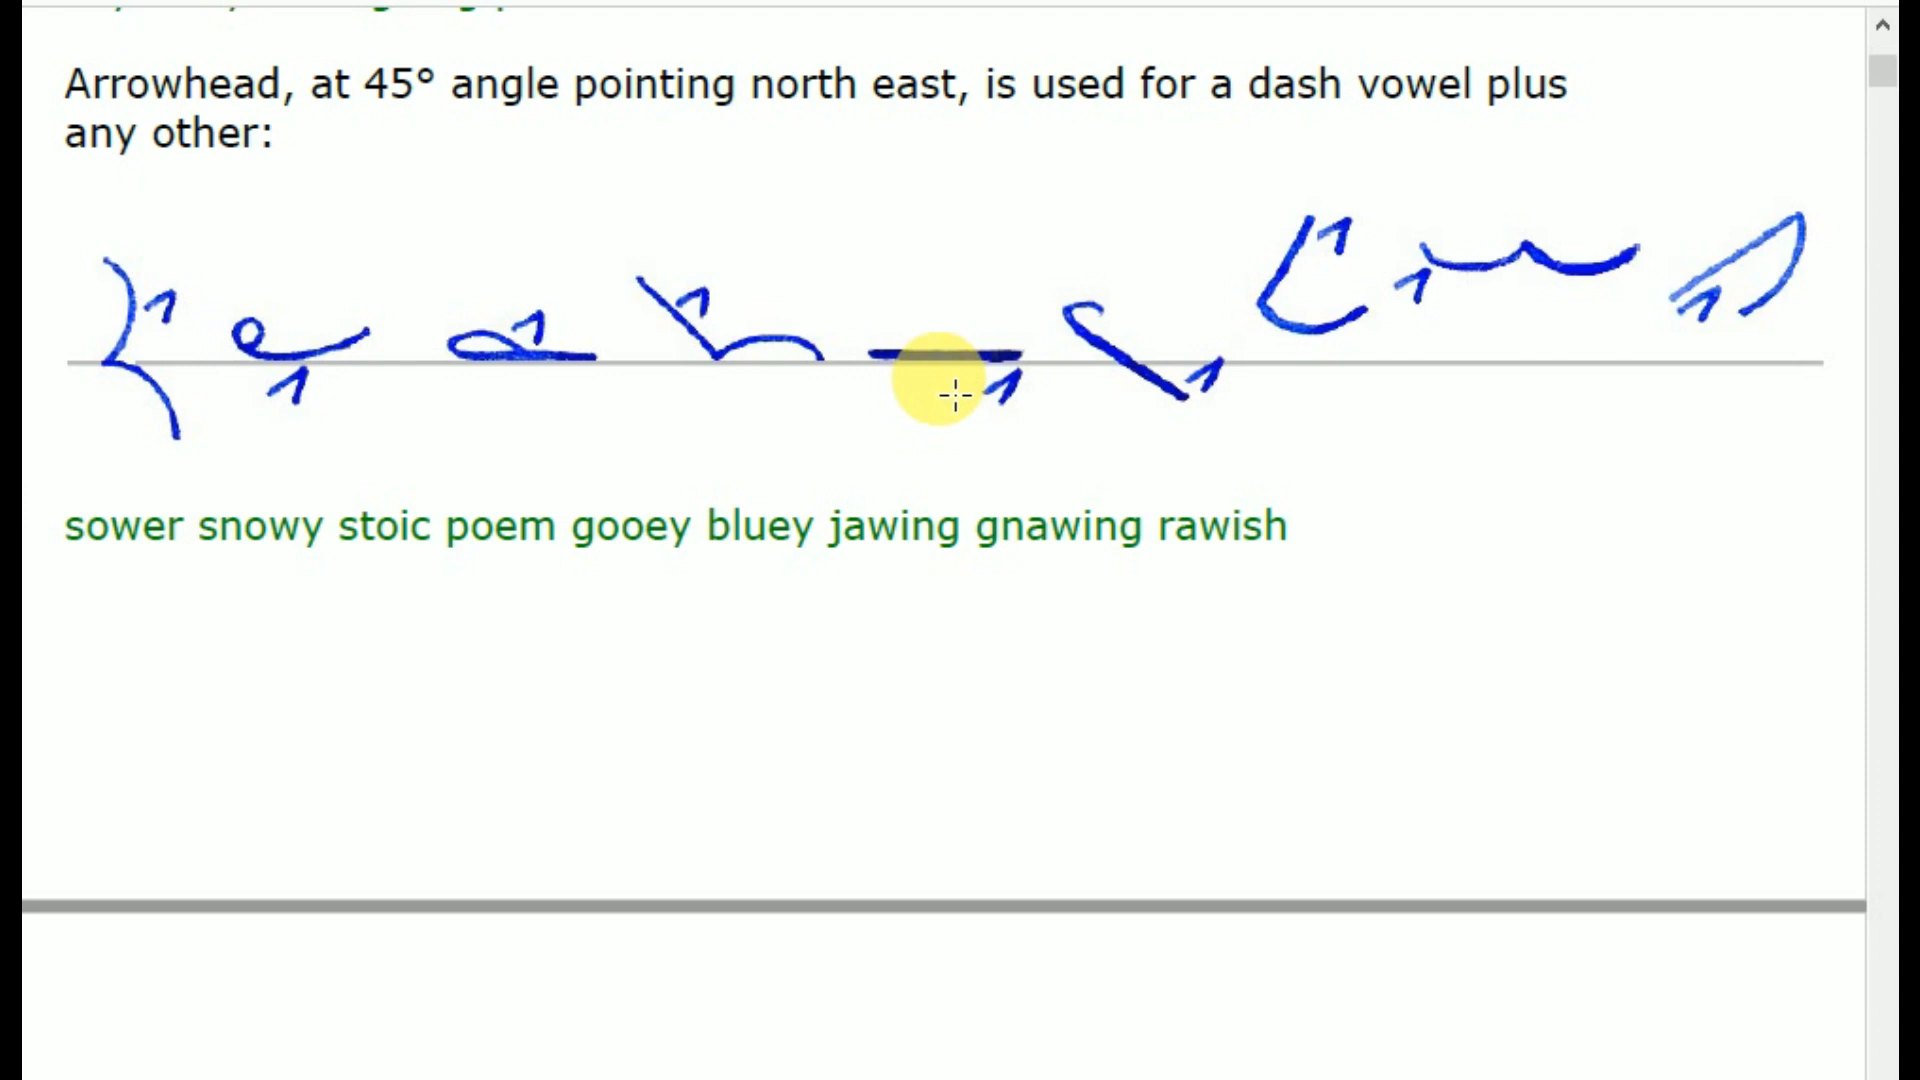 Arrowhead, at 45° angle pointing north east, is used for a dash vowel plus
any other:
sower snowy stoic poem gooey bluey jawing gnawing rawish